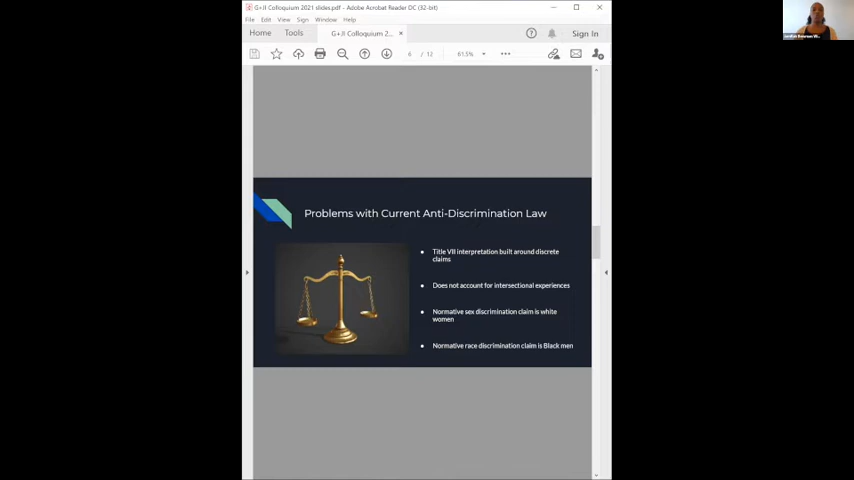 G+JI Colloquium 2021 slides.pdf - Adobe Acrobat Reader DC (32-bit)
File Edit View Sign Window Help
Home Tools G+JI Colloquium 2... × Sign In
6 / 12 61.5%
Problems with Current Anti-Discrimination Law
Title VII interpretation built around discrete
claims
Does not account for intersectional experiences
Normative sex discrimination claim is white
women
Normative race discrimination claim is Black men